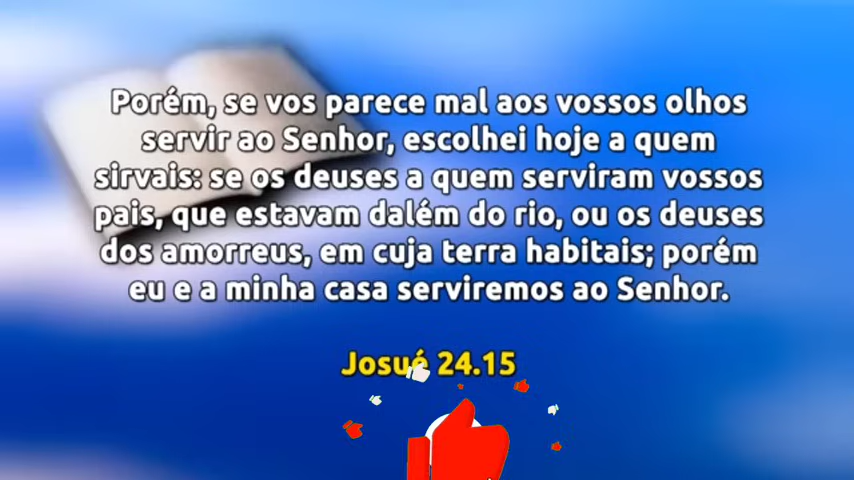 Porém, se vos parece mal aos vossos olhos
servir ao Senhor, escolhei hoje a quem
sirvais: se os deuses a quem serviram vossos
pais, que estavam dalém do rio, ou os deuses
dos amorreus, em cuja terra habitais; porém
eu e a minha casa serviremos ao Senhor.
Josué 24.15